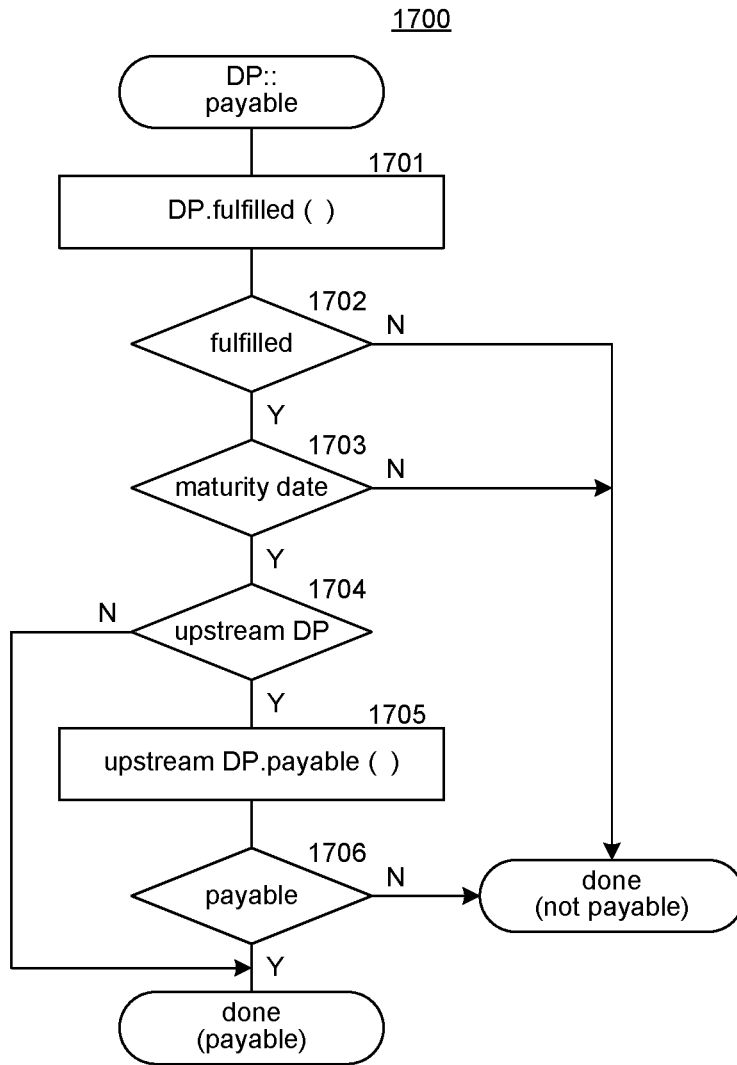 1700
DP::
payable
1701
DP.fulfilled ( )
1702
fulfilled
N
Y
1703
maturity date
N
Y
1704
N
upstream DP
Y
1705
upstream DP.payable ( )
1706
payable
N
done
(not payable)
Y
done
(payable)